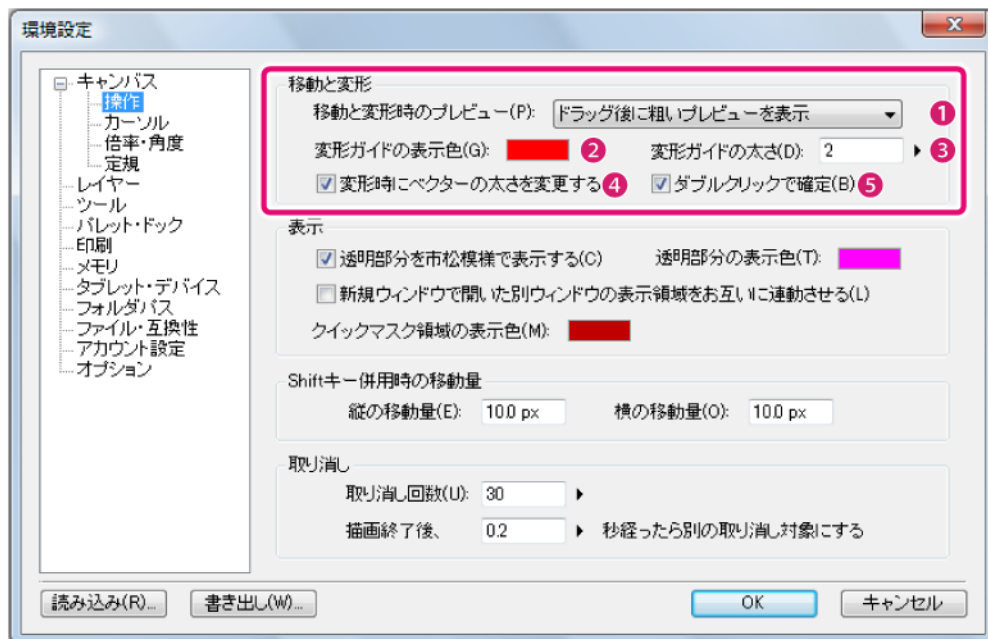 環境設定
キャンバス
操作
カーソル
倍率・角度
定規
レイヤー
ツール
パレット・ドック
印刷
メモリ
タブレット・デバイス
フォルダパス
ファイル・互換性
アカウント設定
オプション
移動と変形
移動と変形時のプレビュー(P): ドラッグ後に粗いプレビューを表示 1
変形ガイドの表示色(G): 2 変形ガイドの太さ(D): 2 3
変形時にベクターの太さを変更する 4 ダブルクリックで確定(B) 5
表示
透明部分を市松模様で表示する(C) 透明部分の表示色(T):
新規ウィンドウで開いた別ウィンドウの表示領域をお互いに連動させる(L)
クイックマスク領域の表示色(M):
Shiftキー併用時の移動量
縦の移動量(E): 10.0 px 横の移動量(O): 10.0 px
取り消し
取り消し回数(U): 30
描画終了後、 0.2 秒経ったら別の取り消し対象にする
読み込み(R)... 書き出し(W)... OK キャンセル